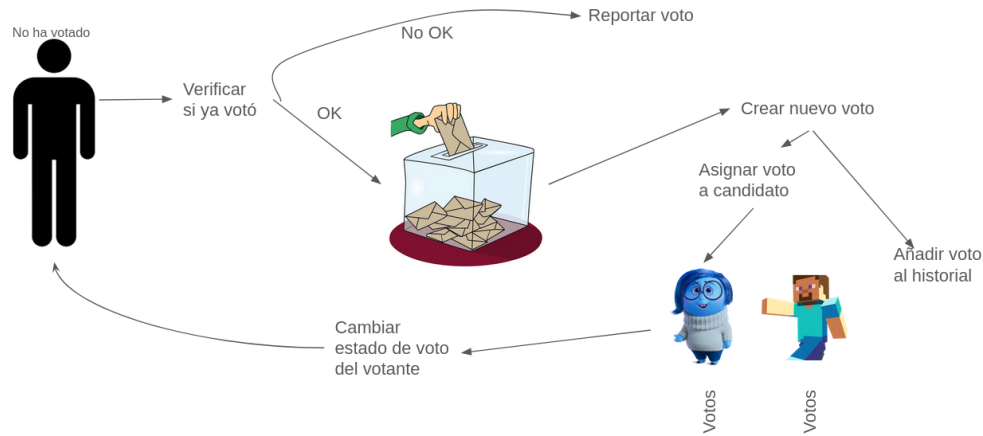 No ha votado
Reportar voto
No OK
Verificar
si ya votó
OK
Crear nuevo voto
Asignar voto
a candidato
Añadir voto
al historial
Cambiar
estado de voto
del votante
Votos
Votos